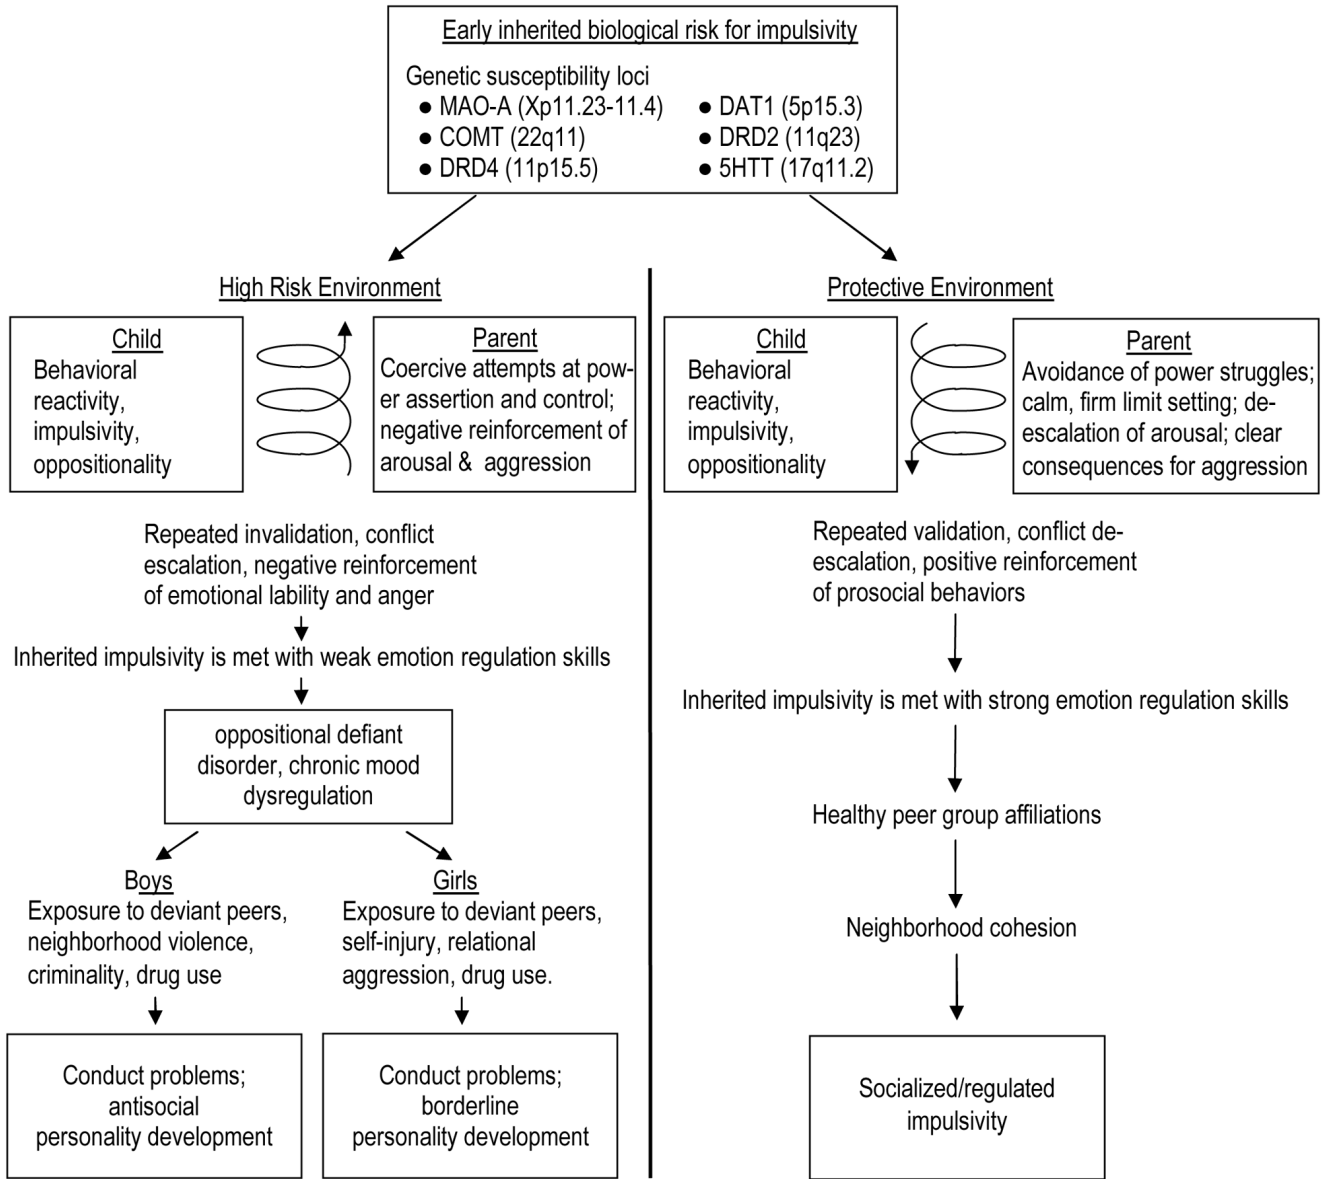 Early inherited biological risk for impulsivity
Genetic susceptibility loci
● MAO-A (Xp11.23-11.4)
● COMT (22q11)
● DRD4 (11p15.5)
● DAT1 (5p15.3)
● DRD2 (11q23)
● 5HTT (17q11.2)
High Risk Environment
Child
Behavioral
reactivity,
impulsivity,
oppositionality
Parent
Coercive attempts at pow-
er assertion and control;
negative reinforcement of
arousal & aggression
Repeated invalidation, conflict
escalation, negative reinforcement
of emotional lability and anger
Inherited impulsivity is met with weak emotion regulation skills
oppositional defiant
disorder, chronic mood
dysregulation
Boys
Exposure to deviant peers,
neighborhood violence,
criminality, drug use
Conduct problems;
antisocial
personality development
Girls
Exposure to deviant peers,
self-injury, relational
aggression, drug use.
Conduct problems;
borderline
personality development
Protective Environment
Child
Behavioral
reactivity,
impulsivity,
oppositionality
Parent
Avoidance of power struggles;
calm, firm limit setting; de-
escalation of arousal; clear
consequences for aggression
Repeated validation, conflict de-
escalation, positive reinforcement
of prosocial behaviors
Inherited impulsivity is met with strong emotion regulation skills
Healthy peer group affiliations
Neighborhood cohesion
Socialized/regulated
impulsivity